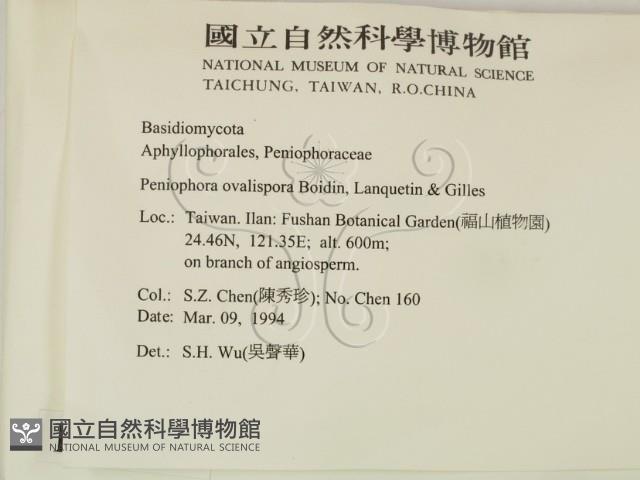 國立自然科學博物館
NATIONAL MUSEUM OF NATURAL SCIENCE
TAICHUNG, TAIWAN, R.O.CHINA
Basidiomycota
Aphyllophorales, Peniophoraceae
Peniophora ovalispora Boidin, Lanquetin & Gilles
Loc.: Taiwan. Ilan: Fushan Botanical Garden(福山植物園)
24.46N, 121.35E; alt. 600m;
on branch of angiosperm.
Col.: S.Z. Chen(陳秀珍); No. Chen 160
Date: Mar. 09, 1994
Det.: S.H. Wu(吳聲華)
國立自然科學博物館
NATIONAL MUSEUM OF NATURAL SCIENCE